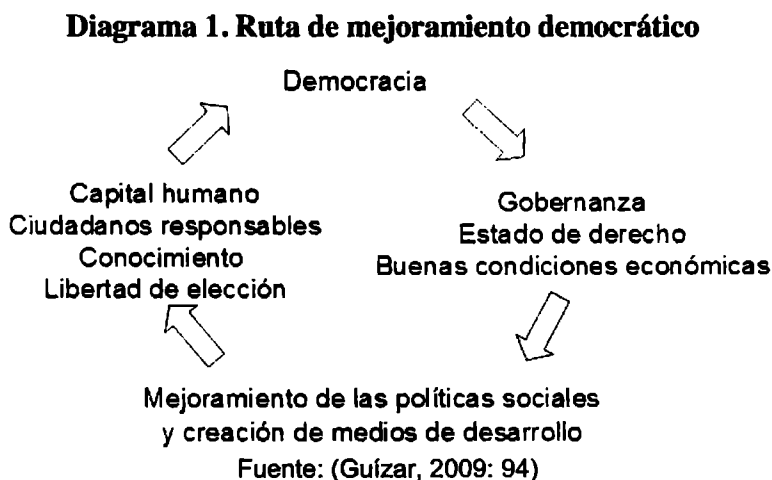 Diagrama 1. Ruta de mejoramiento democrático
Democracia
Gobernanza
Estado de derecho
Buenas condiciones económicas
Mejoramiento de las políticas sociales
y creación de medios de desarrollo
Capital humano
Ciudadanos responsables
Conocimiento
Libertad de elección
Fuente: (Guízar, 2009: 94)